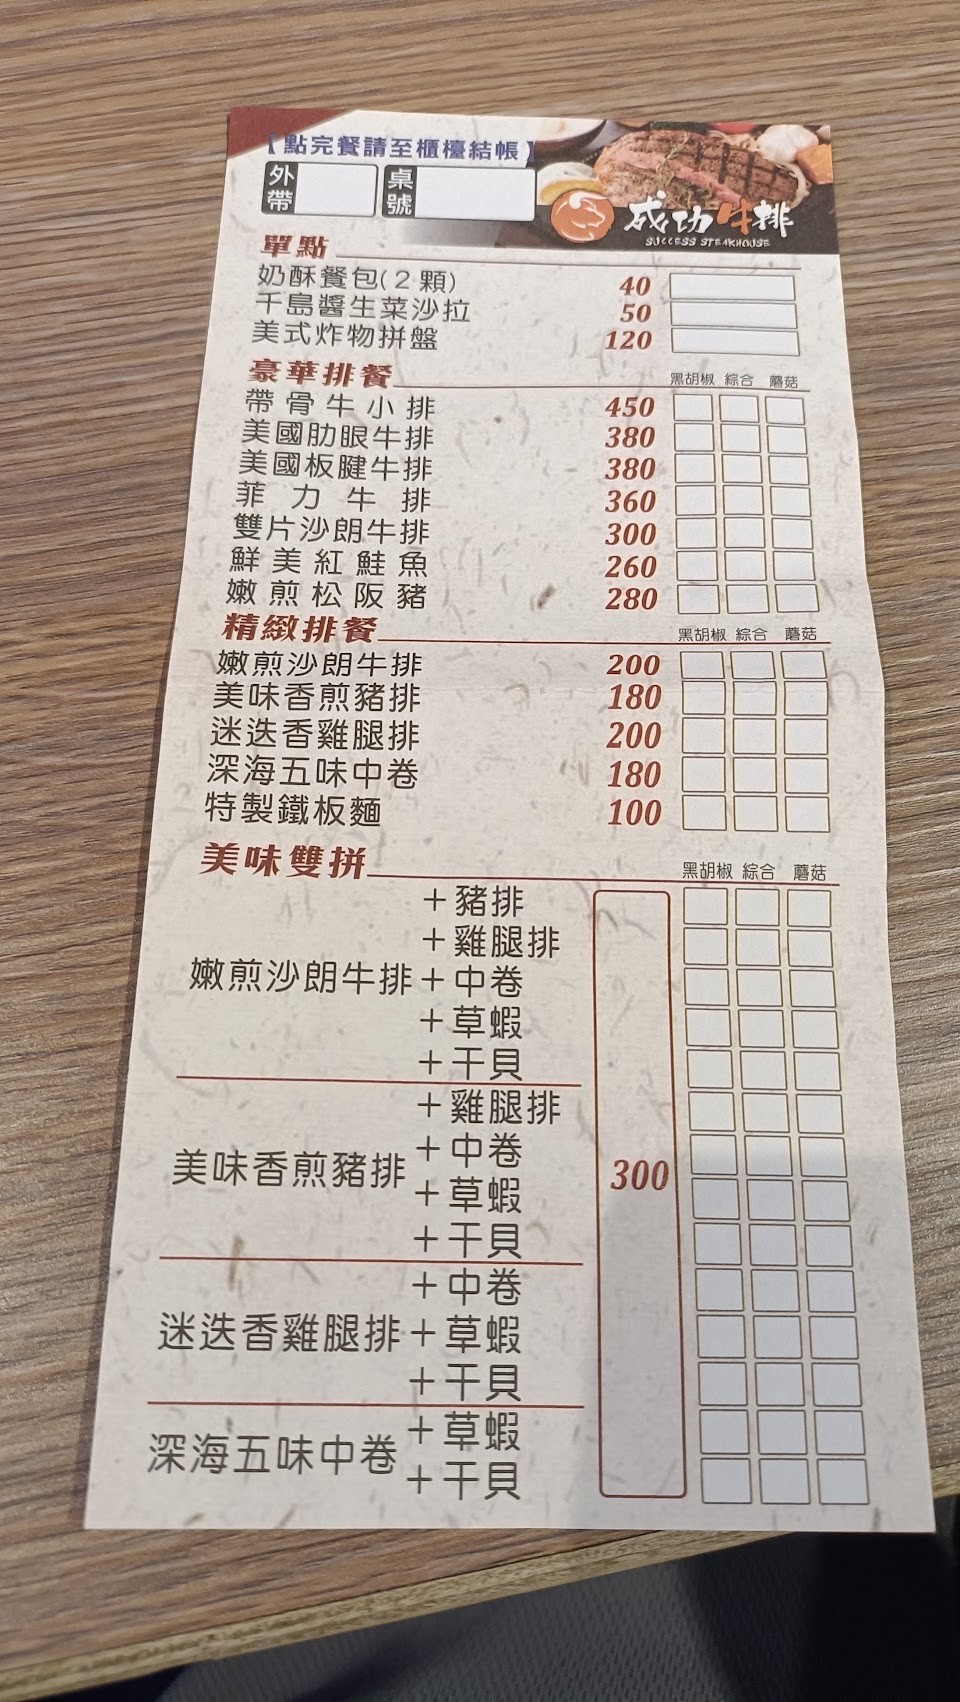 【點完餐請至櫃檯結帳】
外帶 桌號
成功牛排
SUCCESS STEAKHOUSE
單點
奶酥餐包(2顆) 40
千島醬生菜沙拉 50
美式炸物拼盤 120
豪華排餐 黑胡椒 綜合 蘑菇
帶骨牛小排 450
美國肋眼牛排 380
美國板腱牛排 380
菲力牛排 360
雙片沙朗牛排 300
鮮美紅鮭魚 260
嫩煎松阪豬 280
精緻排餐 黑胡椒 綜合 蘑菇
嫩煎沙朗牛排 200
美味香煎豬排 180
迷迭香雞腿排 200
深海五味中卷 180
特製鐵板麵 100
美味雙拼 黑胡椒 綜合 蘑菇
+豬排
+雞腿排
嫩煎沙朗牛排+中卷
+草蝦
+干貝
+雞腿排
+中卷
美味香煎豬排 300
+草蝦
+干貝
+中卷
迷迭香雞腿排+草蝦
+干貝
+草蝦
深海五味中卷
+干貝